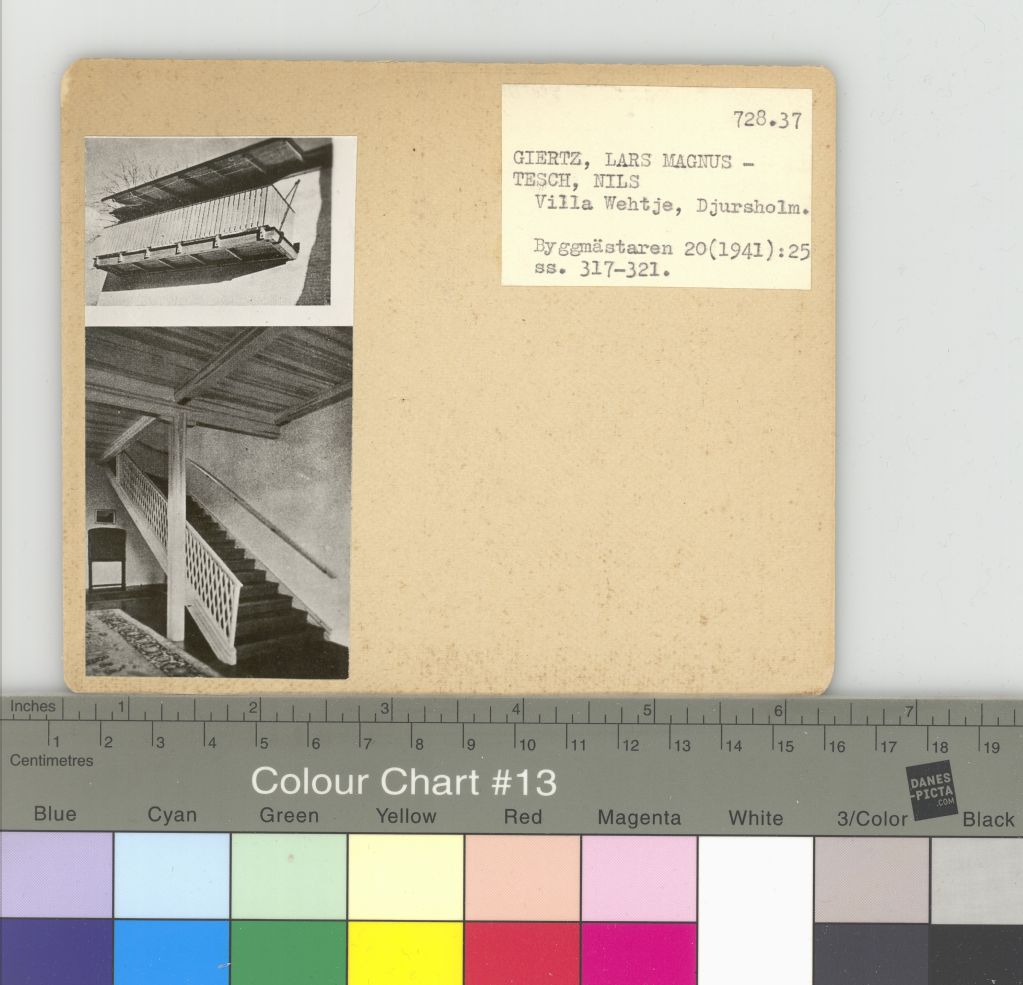 728.37
GIERTZ, LARS MAGNUS -
TESCH, NILS
Villa Wehtje, Djursholm.
Byggmästaren 20(1941):25
ss. 317-321.
Inches 1 2 3 4 5 6 7
1 2 3 4 5 6 7 8 9 10 11 12 13 14 15 16 17 18 19
Centimetres
Colour Chart #13
DANES
-PICTA
.COM
Blue Cyan Green Yellow Red Magenta White 3/Color Black